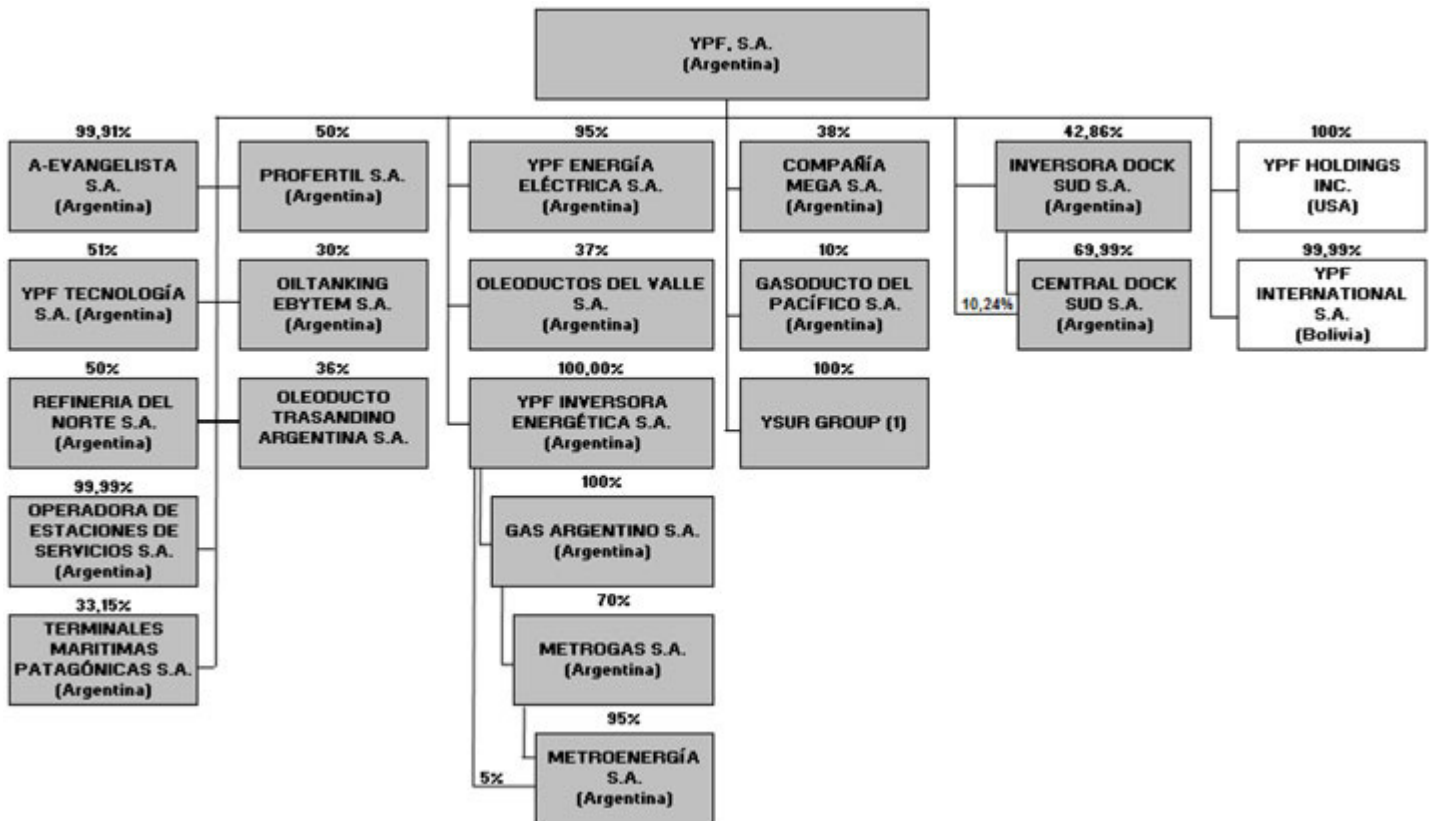 YPF, S.A.
(Argentina)
99,91%
A-EVANGELISTA
S.A.
(Argentina)
50%
PROFERTIL S.A.
(Argentina)
95%
YPF ENERGÍA
ELÉCTRICA S.A.
(Argentina)
38%
COMPAÑÍA
MEGA S.A.
(Argentina)
42,86%
INVERSORA DOCK
SUD S.A.
(Argentina)
100%
YPF HOLDINGS
INC.
(USA)
51%
YPF TECNOLOGÍA
S.A. (Argentina)
30%
OILTANKING
EBYTEM S.A.
(Argentina)
37%
OLEODUCTOS DEL VALLE
S.A.
(Argentina)
10%
GASODUCTO DEL
PACÍFICO S.A.
(Argentina)
10,24%
69,99%
CENTRAL DOCK
SUD S.A.
(Argentina)
99,99%
YPF
INTERNATIONAL
S.A.
(Bolivia)
50%
REFINERIA DEL
NORTE S.A.
(Argentina)
36%
OLEODUCTO
TRASANDINO
ARGENTINA S.A.
100,00%
YPF INVERSORA
ENERGÉTICA S.A.
(Argentina)
100%
YSUR GROUP (1)
99,99%
OPERADORA DE
ESTACIONES DE
SERVICIOS S.A.
(Argentina)
100%
GAS ARGENTINO S.A.
(Argentina)
33,15%
TERMINALES
MARITIMAS
PATAGÓNICAS S.A.
(Argentina)
70%
METROGAS S.A.
(Argentina)
95%
5%
METROENERGÍA
S.A.
(Argentina)